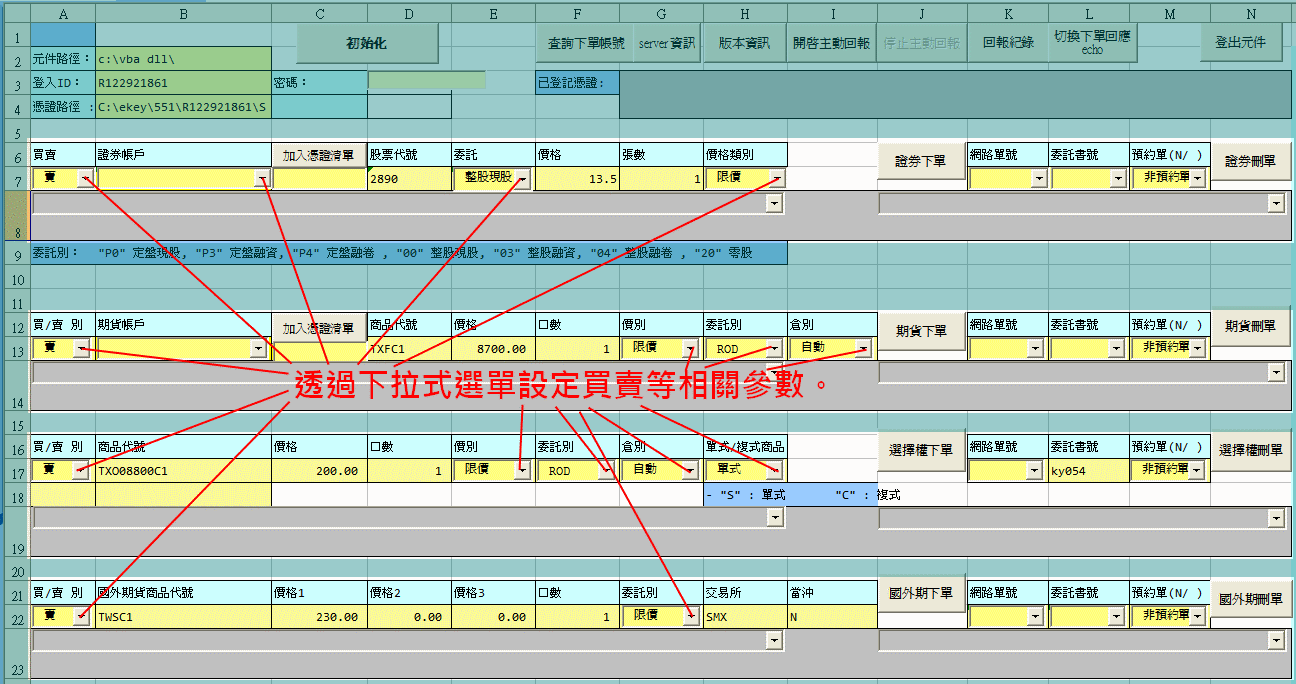 A B C D E F G H I J K L M N
1 初始化 查詢下單帳號 server資訊 版本資訊 開啓主動回報 停止主動回報 回報紀錄 切換下單回應 echo 登出元件
2 元件路徑： c:\vba dll\
3 登入ID： R122921861 密碼： 已登記憑證：
4 憑證路徑 ： C:\ekey\551\R122921861\S
5
6 買賣 證券帳戶 加入憑證清單 股票代號 委託 價格 張數 價格類別 證券下單 網路單號 委託書號 預約單(N/ ) 證券刪單
7 賣 2890 整股現股 13.5 1 限價 非預約單
8
9 委託別： "P0" 定盤現股, "P3" 定盤融資, "P4" 定盤融卷 , "00" 整股現股, "03" 整股融資, "04" 整股融卷 , "20" 零股
10
11
12 買/賣 別 期貨帳戶 加入憑證清單 商品代號 價格 口數 價別 委託別 倉別 期貨下單 網路單號 委託書號 預約單(N/ ) 期貨刪單
13 賣 TXFC1 8700.00 1 限價 ROD 自動 非預約單
透過下拉式選單設定買賣等相關參數。
14
15
16 買/賣 別 商品代號 價格 口數 價別 委託別 倉別 單式/複式商品 選擇權下單 網路單號 委託書號 預約單(N/ ) 選擇權刪單
17 賣 TXO08800C1 200.00 1 限價 ROD 自動 單式 ky054 非預約單
18 - "S" : 單式 "C" : 複式
19
20
21 買/賣 別 國外期貨商品代號 價格1 價格2 價格3 口數 委託別 交易所 當沖 國外期下單 網路單號 委託書號 預約單(N/ ) 國外期刪單
22 賣 TWSC1 230.00 0.00 0.00 1 限價 SMX N 非預約單
23